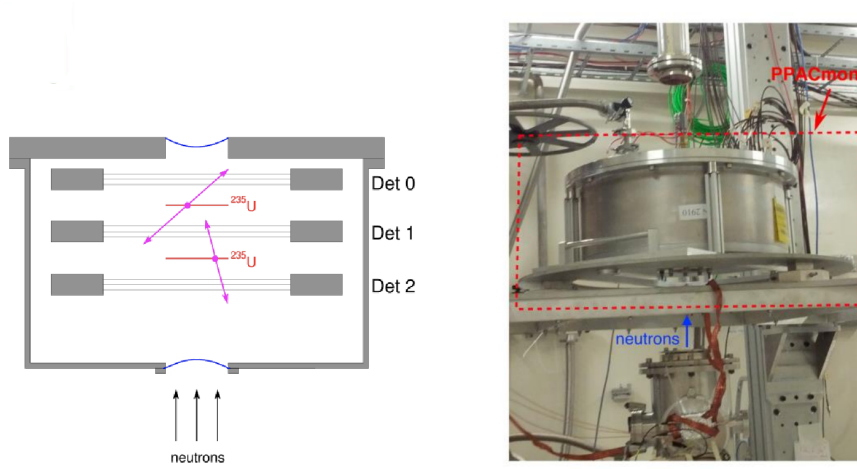 Det 0
²³⁵U
Det 1
²³⁵U
Det 2
neutrons
PPACmon
neutrons